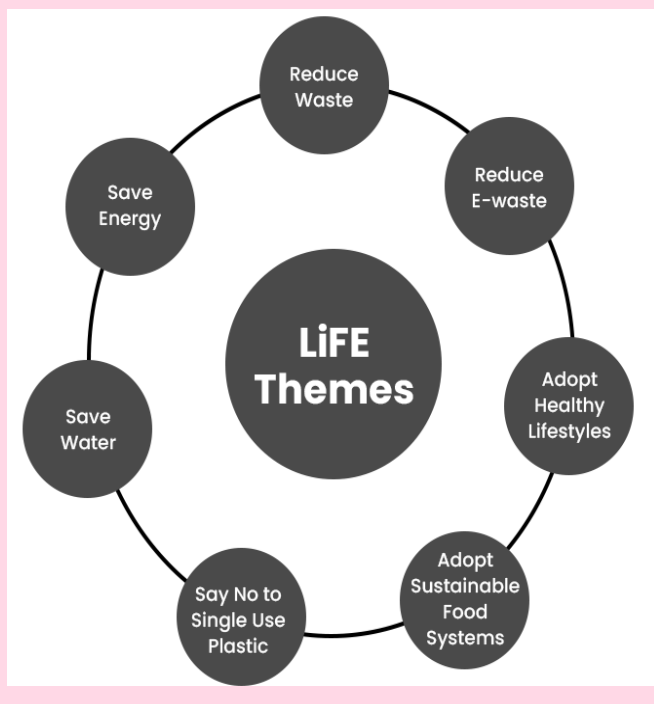 Reduce
Waste
Reduce
E-waste
Adopt
Healthy
Lifestyles
Adopt
Sustainable
Food
Systems
Say No to
Single Use
Plastic
Save
Water
Save
Energy
LiFE
Themes